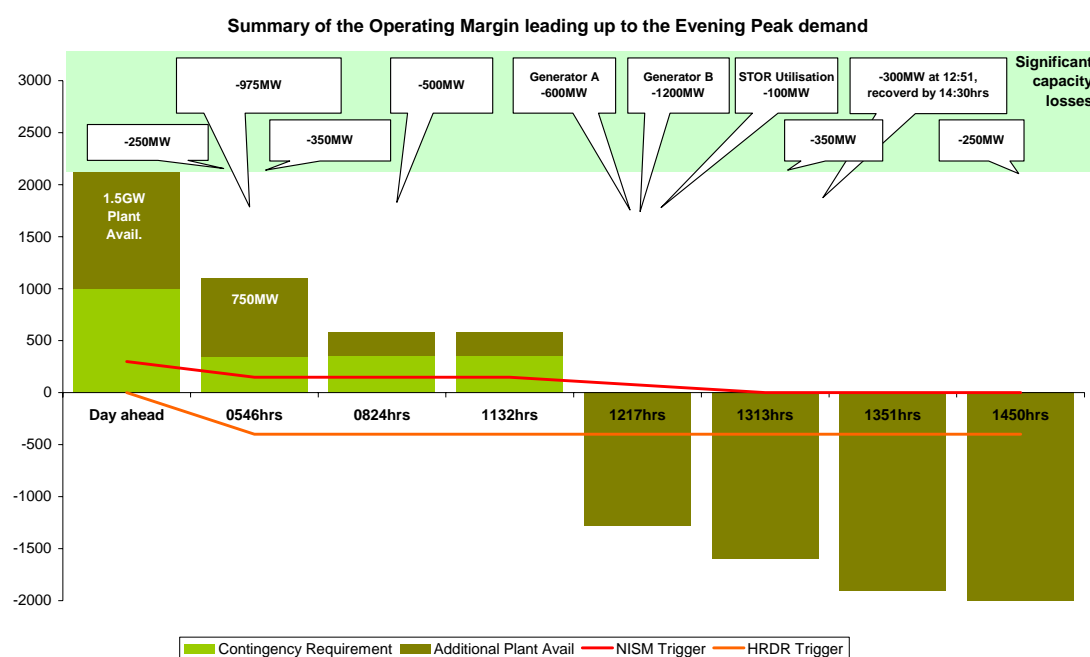 Summary of the Operating Margin leading up to the Evening Peak demand
Significant
capacity
losses
-975MW
-500MW
Generator A
-600MW
Generator B
-1200MW
STOR Utilisation
-100MW
-300MW at 12:51,
recoverd by 14:30hrs
-250MW
-350MW
-350MW
-250MW
3000
2500
2000
1500
1000
500
0
-500
-1000
-1500
-2000
1.5GW
Plant
Avail.
750MW
Day ahead
0546hrs
0824hrs
1132hrs
1217hrs
1313hrs
1351hrs
1450hrs
Contingency Requirement
Additional Plant Avail
NISM Trigger
HRDR Trigger